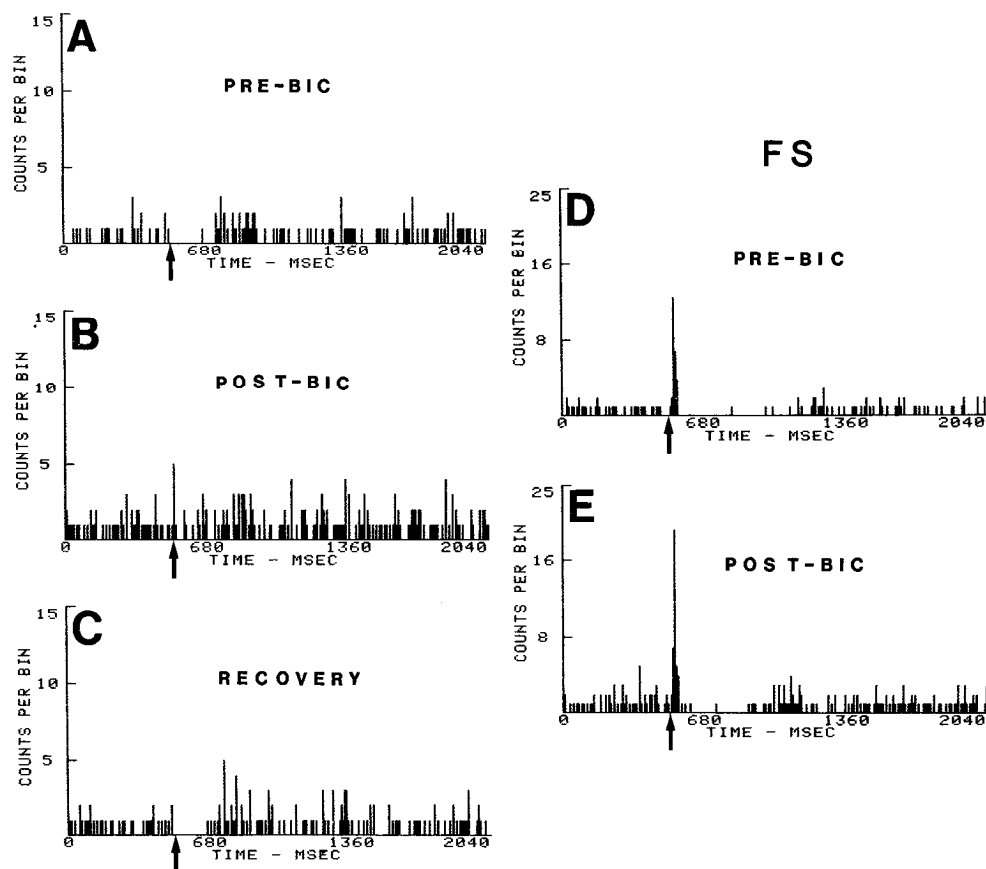 15
A
COUNTS PER BIN
PRE-BIC
10
5
0 680 1360 2040
TIME - MSEC
15
B
COUNTS PER BIN
POST-BIC
10
5
0 680 1360 2040
TIME - MSEC
15
C
COUNTS PER BIN
RECOVERY
10
5
0 680 1360 2040
TIME - MSEC
FS
25
D
COUNTS PER BIN
PRE-BIC
16
8
0 680 1360 2040
TIME - MSEC
25
E
COUNTS PER BIN
POST-BIC
16
8
0 680 1360 2040
TIME - MSEC